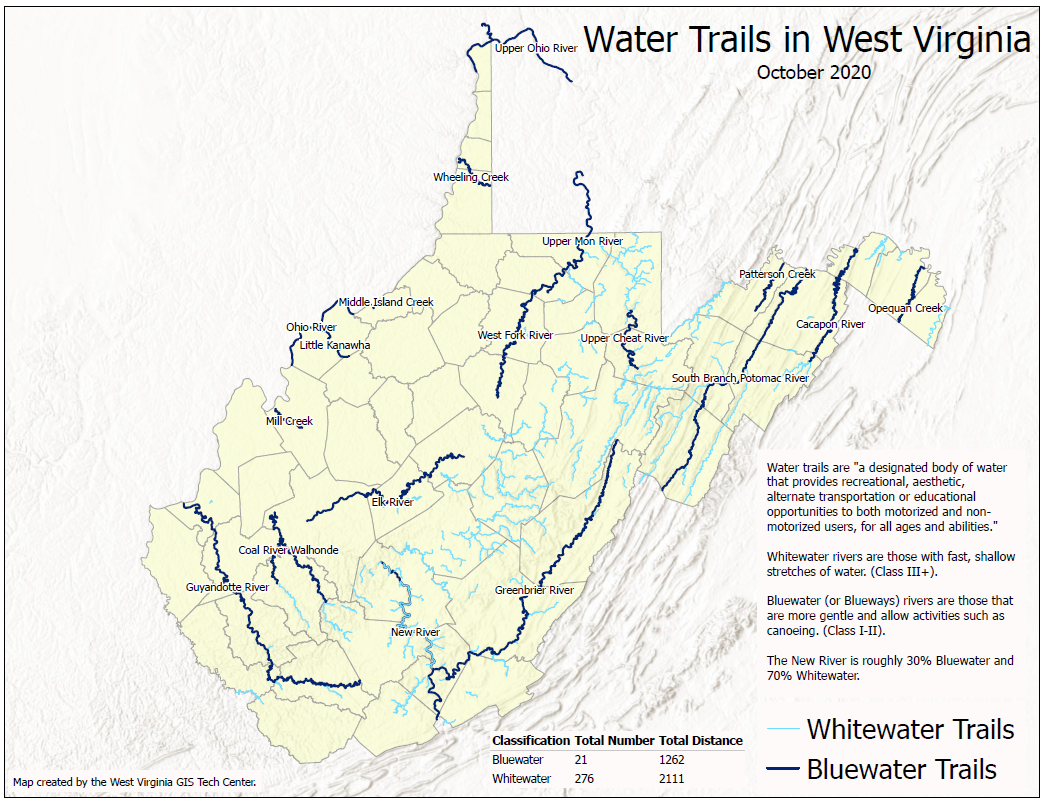 Water Trails in West Virginia
October 2020
Upper Ohio River
Wheeling Creek
Upper Mon River
Patterson Creek
Middle Island Creek
Opequan Creek
Ohio River
Cacapon River
West Fork River
Upper Cheat River
Little Kanawha
South Branch Potomac River
Mill Creek
Elk River
Coal River Walhonde
Guyandotte River
Greenbrier River
New River
Water trails are "a designated body of water
that provides recreational, aesthetic,
alternate transportation or educational
opportunities to both motorized and non-
motorized users, for all ages and abilities."
Whitewater rivers are those with fast, shallow
stretches of water. (Class III+).
Bluewater (or Blueways) rivers are those that
are more gentle and allow activities such as
canoeing. (Class I-II).
The New River is roughly 30% Bluewater and
70% Whitewater.
Whitewater Trails
Bluewater Trails
Classification Total Number Total Distance
Bluewater 21 1262
Whitewater 276 2111
Map created by the West Virginia GIS Tech Center.